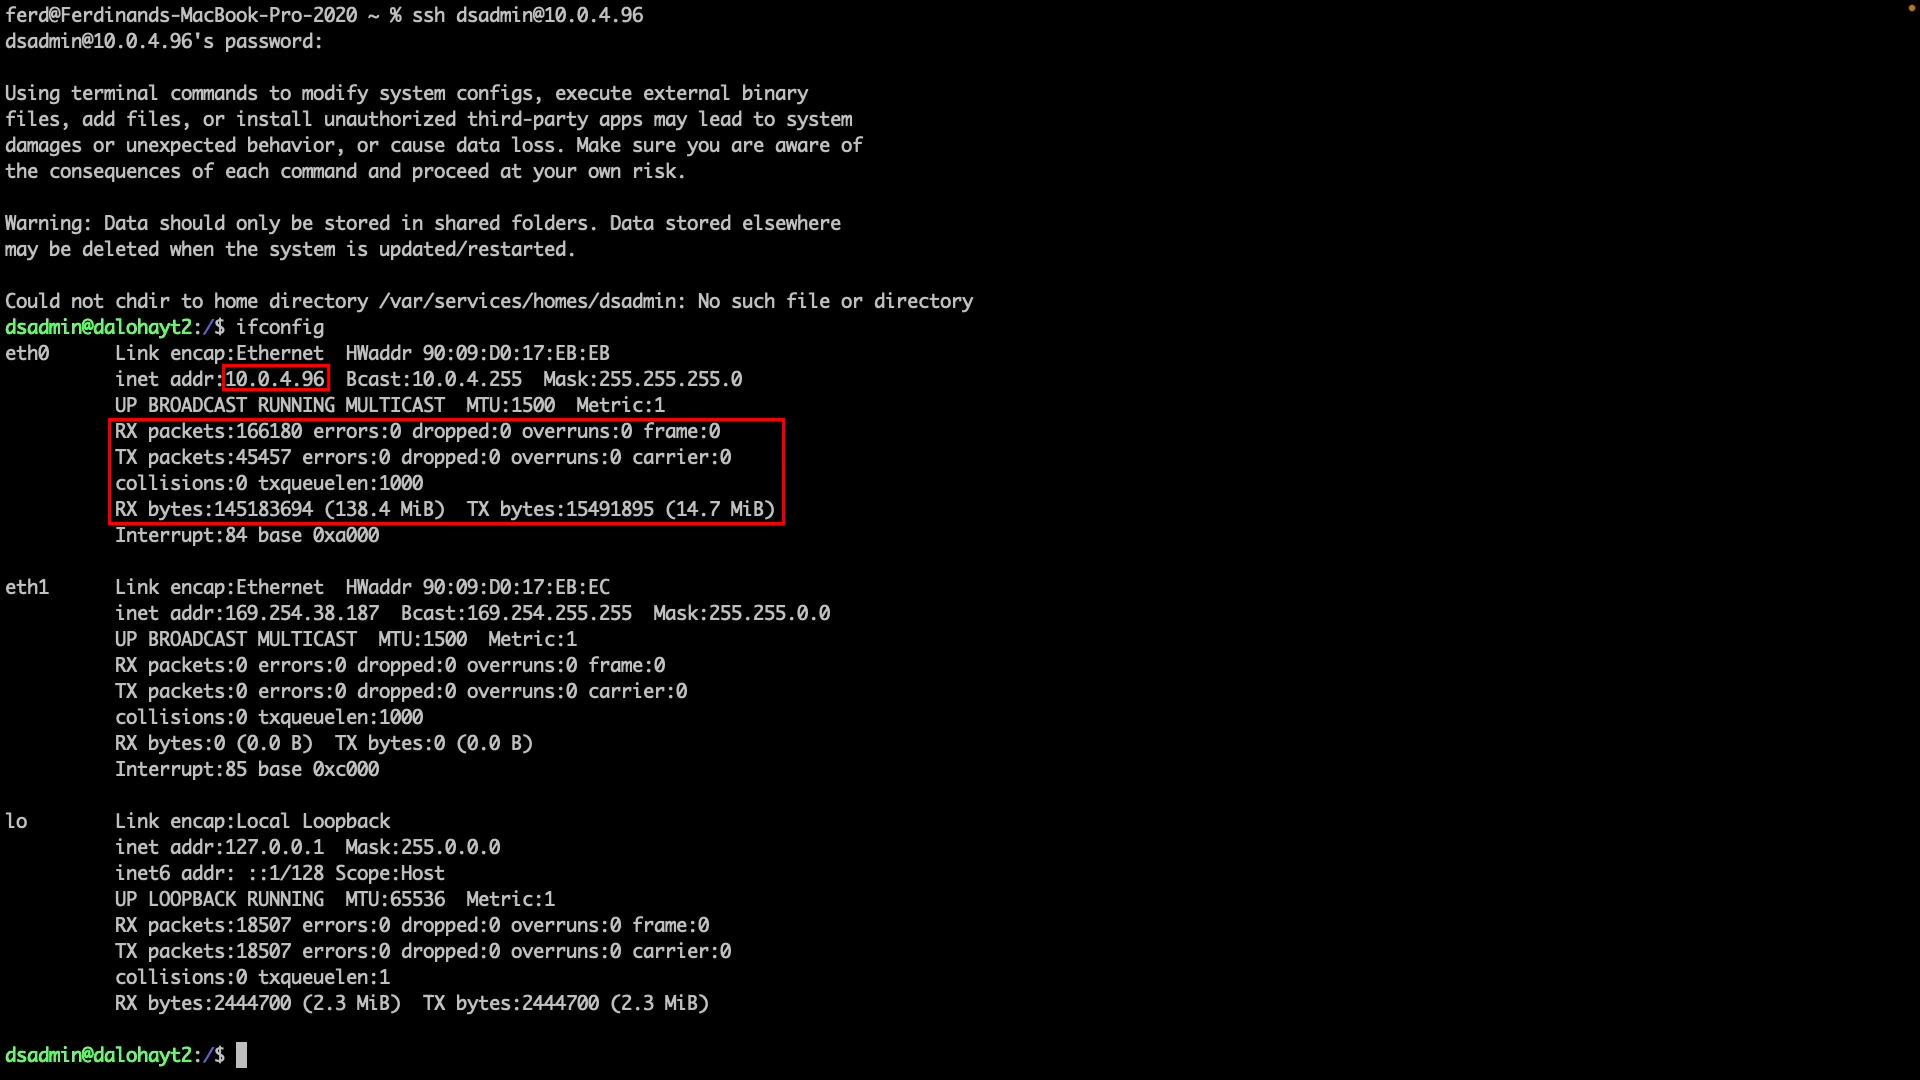 ferd@Ferdinands-MacBook-Pro-2020 ~ % ssh dsadmin@10.0.4.96
dsadmin@10.0.4.96's password:
Using terminal commands to modify system configs, execute external binary
files, add files, or install unauthorized third-party apps may lead to system
damages or unexpected behavior, or cause data loss. Make sure you are aware of
the consequences of each command and proceed at your own risk.
Warning: Data should only be stored in shared folders. Data stored elsewhere
may be deleted when the system is updated/restarted.
Could not chdir to home directory /var/services/homes/dsadmin: No such file or directory
dsadmin@dalohayt2:/$ ifconfig
eth0      Link encap:Ethernet  HWaddr 90:09:D0:17:EB:EB
          inet addr:10.0.4.96  Bcast:10.0.4.255  Mask:255.255.255.0
          UP BROADCAST RUNNING MULTICAST  MTU:1500  Metric:1
          RX packets:166180 errors:0 dropped:0 overruns:0 frame:0
          TX packets:45457 errors:0 dropped:0 overruns:0 carrier:0
          collisions:0 txqueuelen:1000
          RX bytes:145183694 (138.4 MiB)  TX bytes:15491895 (14.7 MiB)
          Interrupt:84 base 0xa000
eth1      Link encap:Ethernet  HWaddr 90:09:D0:17:EB:EC
          inet addr:169.254.38.187  Bcast:169.254.255.255  Mask:255.255.0.0
          UP BROADCAST MULTICAST  MTU:1500  Metric:1
          RX packets:0 errors:0 dropped:0 overruns:0 frame:0
          TX packets:0 errors:0 dropped:0 overruns:0 carrier:0
          collisions:0 txqueuelen:1000
          RX bytes:0 (0.0 B)  TX bytes:0 (0.0 B)
          Interrupt:85 base 0xc000
lo        Link encap:Local Loopback
          inet addr:127.0.0.1  Mask:255.0.0.0
          inet6 addr: ::1/128 Scope:Host
          UP LOOPBACK RUNNING  MTU:65536  Metric:1
          RX packets:18507 errors:0 dropped:0 overruns:0 frame:0
          TX packets:18507 errors:0 dropped:0 overruns:0 carrier:0
          collisions:0 txqueuelen:1
          RX bytes:2444700 (2.3 MiB)  TX bytes:2444700 (2.3 MiB)
dsadmin@dalohayt2:/$